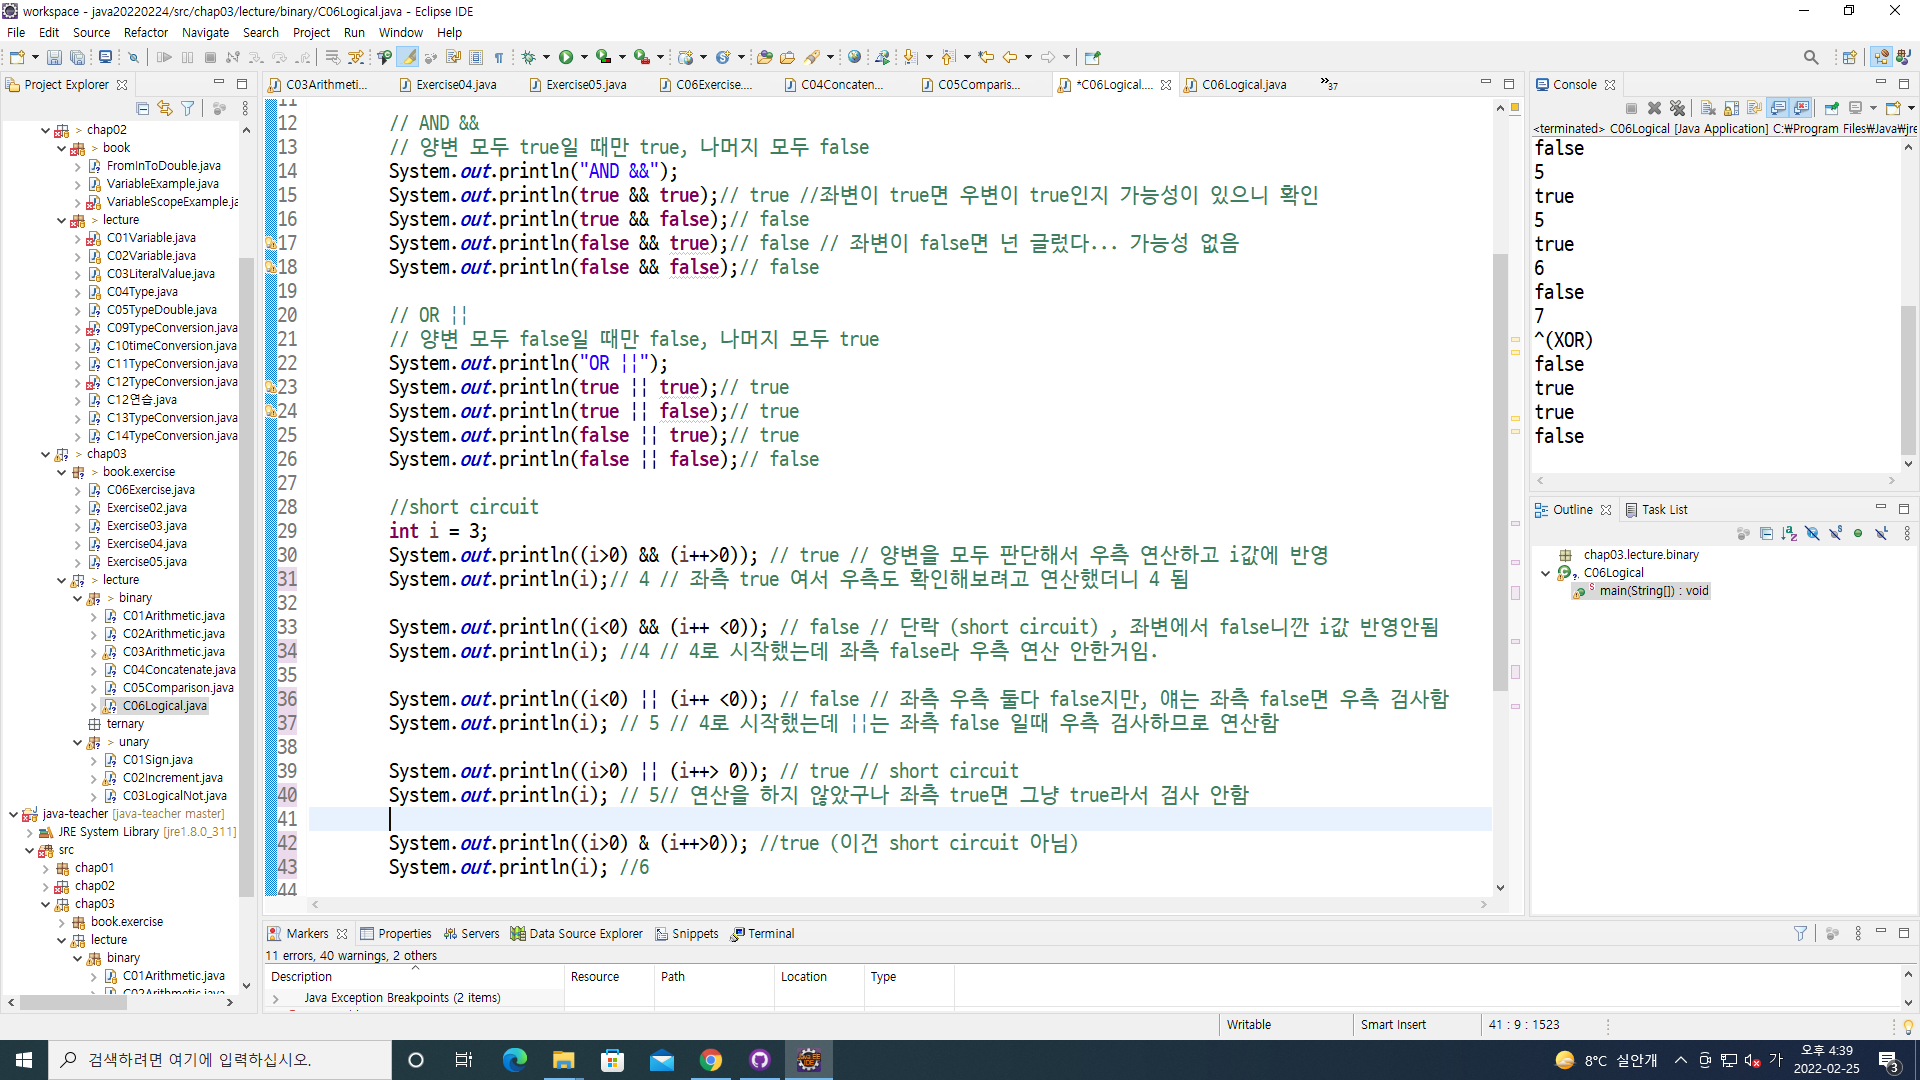 workspace - java20220224/src/chap03/lecture/binary/C06Logical.java - Eclipse IDE
File Edit Source Refactor Navigate Search Project Run Window Help
Project Explorer
> chap02
> book
FromInToDouble.java
VariableExample.java
VariableScopeExample.ja
> lecture
C01Variable.java
C02Variable.java
C03LiteralValue.java
C04Type.java
C05TypeDouble.java
C09TypeConversion.java
C10timeConversion.java
C11TypeConversion.java
C12TypeConversion.java
C12연습.java
C13TypeConversion.java
C14TypeConversion.java
> chap03
> book.exercise
C06Exercise.java
Exercise02.java
Exercise03.java
Exercise04.java
Exercise05.java
> lecture
> binary
C01Arithmetic.java
C02Arithmetic.java
C03Arithmetic.java
C04Concatenate.java
C05Comparison.java
C06Logical.java
ternary
> unary
C01Sign.java
C02Increment.java
C03LogicalNot.java
java-teacher [java-teacher master]
JRE System Library [jre1.8.0_311]
src
chap01
chap02
chap03
book.exercise
lecture
binary
C01Arithmetic.java
C02Arithmetic.java
C03Arithmeti... Exercise04.java Exercise05.java C06Exercise.... C04Concaten... C05Comparis... *C06Logical.... C06Logical.java »37
11
12 // AND &&
13 // 양변 모두 true일 때만 true, 나머지 모두 false
14 System.out.println("AND &&");
15 System.out.println(true && true);// true //좌변이 true면 우변이 true인지 가능성이 있으니 확인
16 System.out.println(true && false);// false
17 System.out.println(false && true);// false // 좌변이 false면 넌 글렀다... 가능성 없음
18 System.out.println(false && false);// false
19
20 // OR ||
21 // 양변 모두 false일 때만 false, 나머지 모두 true
22 System.out.println("OR ||");
23 System.out.println(true || true);// true
24 System.out.println(true || false);// true
25 System.out.println(false || true);// true
26 System.out.println(false || false);// false
27
28 //short circuit
29 int i = 3;
30 System.out.println((i>0) && (i++>0)); // true // 양변을 모두 판단해서 우측 연산하고 i값에 반영
31 System.out.println(i);// 4 // 좌측 true 여서 우측도 확인해보려고 연산했더니 4 됨
32
33 System.out.println((i<0) && (i++ <0)); // false // 단락 (short circuit) , 좌변에서 false니깐 i값 반영안됨
34 System.out.println(i); //4 // 4로 시작했는데 좌측 false라 우측 연산 안한거임.
35
36 System.out.println((i<0) || (i++ <0)); // false // 좌측 우측 둘다 false지만, 얘는 좌측 false면 우측 검사함
37 System.out.println(i); // 5 // 4로 시작했는데 ||는 좌측 false 일때 우측 검사하므로 연산함
38
39 System.out.println((i>0) || (i++> 0)); // true // short circuit
40 System.out.println(i); // 5// 연산을 하지 않았구나 좌측 true면 그냥 true라서 검사 안함
41
42 System.out.println((i>0) & (i++>0)); //true (이건 short circuit 아님)
43 System.out.println(i); //6
44
Console
<terminated> C06Logical [Java Application] C:₩Program Files₩Java₩jre
false
5
true
5
true
6
false
7
^(XOR)
false
true
true
false
Outline Task List
chap03.lecture.binary
C06Logical
main(String[]) : void
Markers Properties Servers Data Source Explorer Snippets Terminal
11 errors, 40 warnings, 2 others
Description Resource Path Location Type
Java Exception Breakpoints (2 items)
Writable Smart Insert 41 : 9 : 1523
검색하려면 여기에 입력하십시오.
8°C 실안개 가 오후 4:39
2022-02-25
3